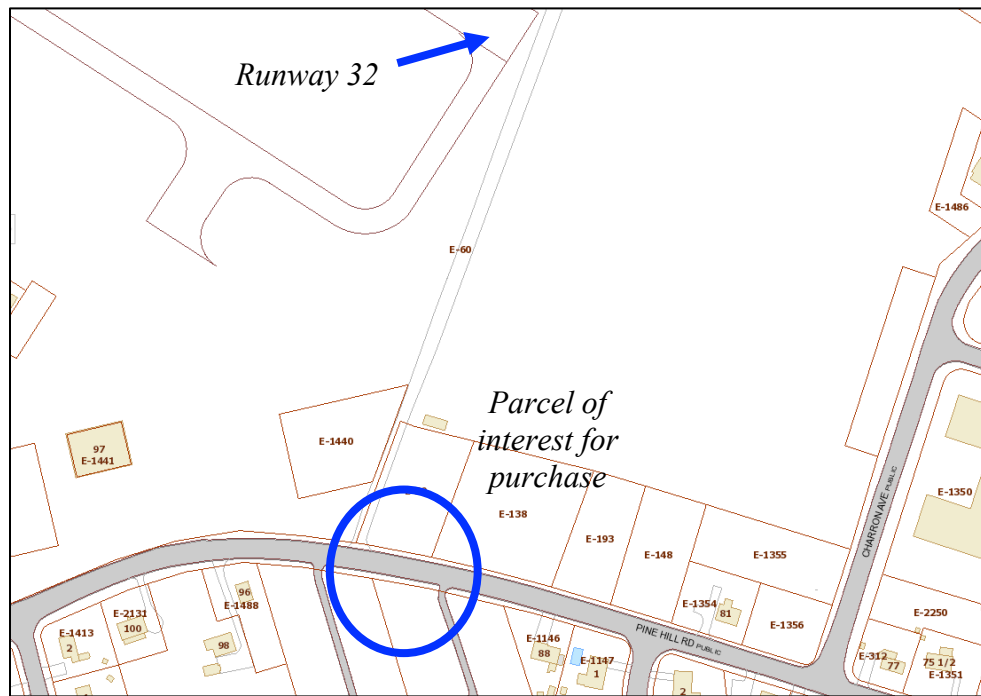 Runway 32
E-1486
E-60
Parcel of
interest for
purchase
E-1440
97
E-1441
E-138
E-193
E-148
E-1355
E-1350
CHARRON AVE PUBLIC
E-1354
81
E-1356
PINE HILL RD PUBLIC
96
E-1488
98
E-2131
100
E-1413
2
E-1146
88
E-1147
1
2
E-2250
E-312
77
75 1/2
E-1351